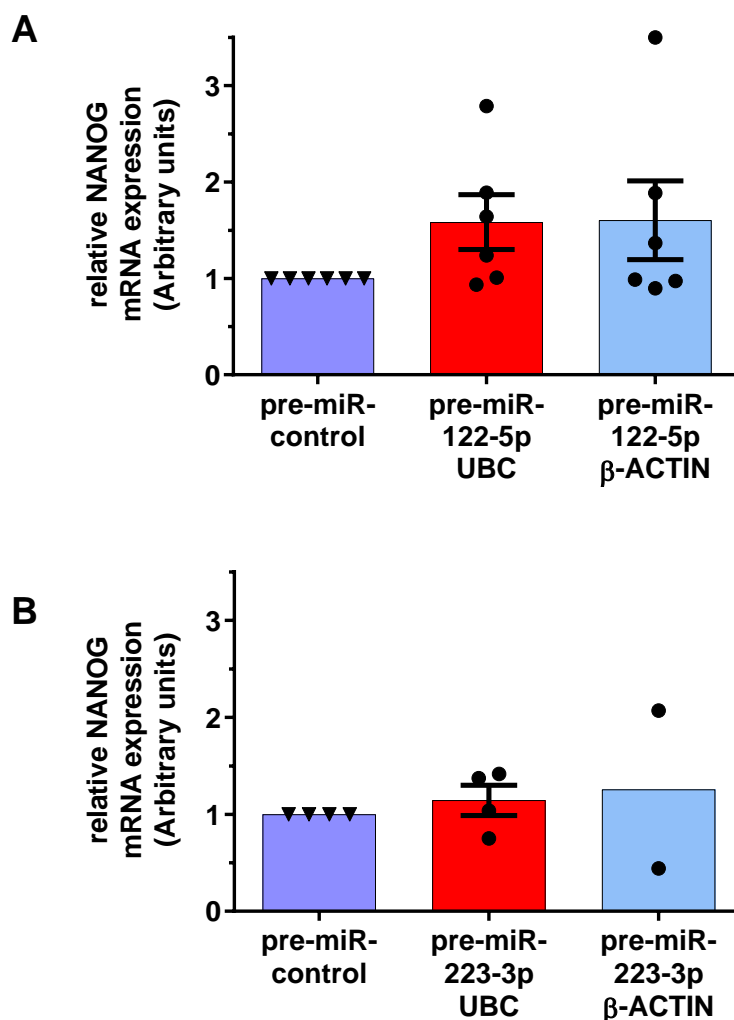 A
relative NANOG
mRNA expression
(Arbitrary units)
3
2
1
0
pre-miR-
control
pre-miR-
122-5p
UBC
pre-miR-
122-5p
β-ACTIN
B
relative NANOG
mRNA expression
(Arbitrary units)
3
2
1
0
pre-miR-
control
pre-miR-
223-3p
UBC
pre-miR-
223-3p
β-ACTIN